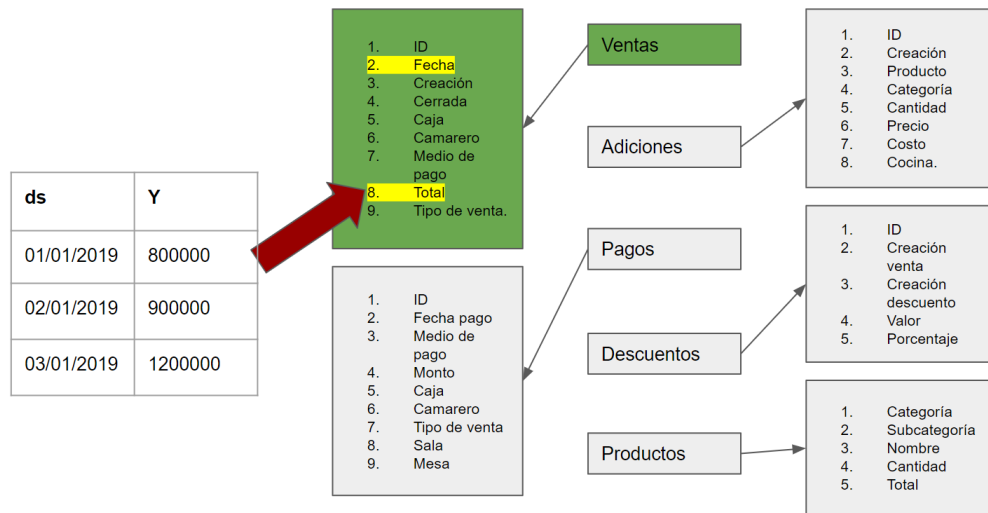 ds Y
01/01/2019 800000
02/01/2019 900000
03/01/2019 1200000
1. ID
2. Fecha
3. Creación
4. Cerrada
5. Caja
6. Camarero
7. Medio de
pago
8. Total
9. Tipo de venta.
1. ID
2. Fecha pago
3. Medio de
pago
4. Monto
5. Caja
6. Camarero
7. Tipo de venta
8. Sala
9. Mesa
Ventas
Adiciones
Pagos
Descuentos
Productos
1. ID
2. Creación
3. Producto
4. Categoría
5. Cantidad
6. Precio
7. Costo
8. Cocina.
1. ID
2. Creación
venta
3. Creación
descuento
4. Valor
5. Porcentaje
1. Categoría
2. Subcategoría
3. Nombre
4. Cantidad
5. Total